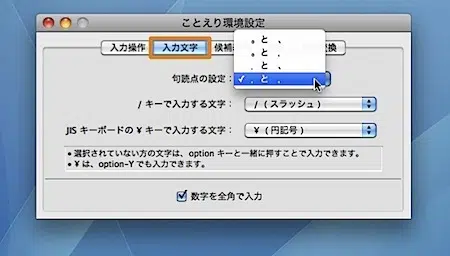 ことえり環境設定
入力操作 入力文字 候補 変換
。と 、
。と ，
．と 、
✓ ．と ，
句読点の設定：
/ キーで入力する文字： /（スラッシュ）
JIS キーボードの ¥ キーで入力する文字： ¥（円記号）
• 選択されていない方の文字は、option キーと一緒に押すことで入力できます。
• ¥ は、option-Y でも入力できます。
数字を全角で入力